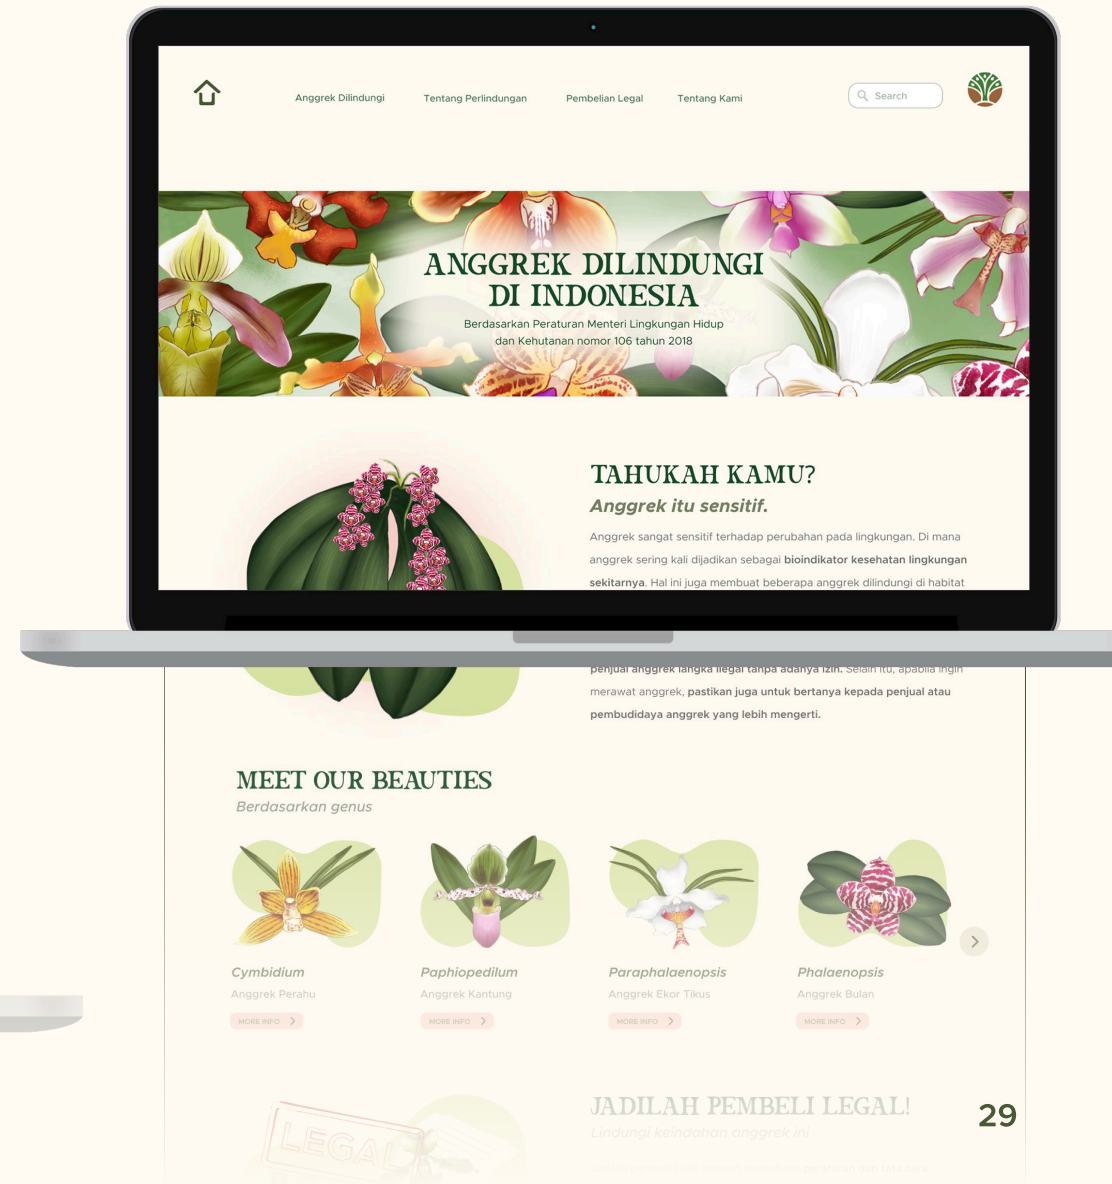 Anggrek Dilindungi
Tentang Perlindungan
Pembelian Legal
Tentang Kami
Search
ANGGREK DILINDUNGI
DI INDONESIA
Berdasarkan Peraturan Menteri Lingkungan Hidup
dan Kehutanan nomor 106 tahun 2018
TAHUKAH KAMU?
Anggrek itu sensitif.
Anggrek sangat sensitif terhadap perubahan pada lingkungan. Di mana
anggrek sering kali dijadikan sebagai bioindikator kesehatan lingkungan
sekitarnya. Hal ini juga membuat beberapa anggrek dilindungi di habitat
penjual anggrek langka ilegal tanpa adanya izin. Selain itu, apabila ingin
merawat anggrek, pastikan juga untuk bertanya kepada penjual atau
pembudidaya anggrek yang lebih mengerti.
MEET OUR BEAUTIES
Berdasarkan genus
Cymbidium
Anggrek Perahu
MORE INFO
Paphiopedilum
Anggrek Kantung
MORE INFO
Paraphalaenopsis
Anggrek Ekor Tikus
MORE INFO
Phalaenopsis
Anggrek Bulan
MORE INFO
LEGAL
JADILAH PEMBELI LEGAL!
Lindungi keindahan anggrek ini
29